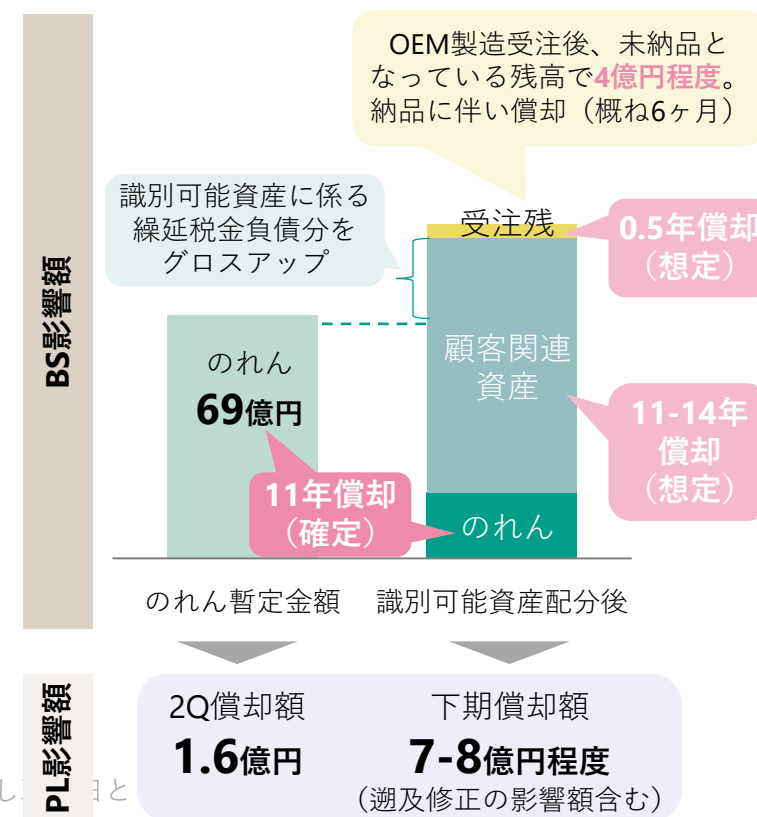 BS影響額
OEM製造受注後、未納品と
なっている残高で4億円程度。
納品に伴い償却（概ね6ヶ月）
識別可能資産に係る
繰延税金負債分を
グロスアップ
受注残
0.5年償却
（想定）
のれん
69億円
顧客関連
資産
11-14年
償却
（想定）
11年償却
（確定）
のれん
のれん暫定金額
識別可能資産配分後
PL影響額
2Q償却額
1.6億円
下期償却額
7-8億円程度
（遡及修正の影響額含む）